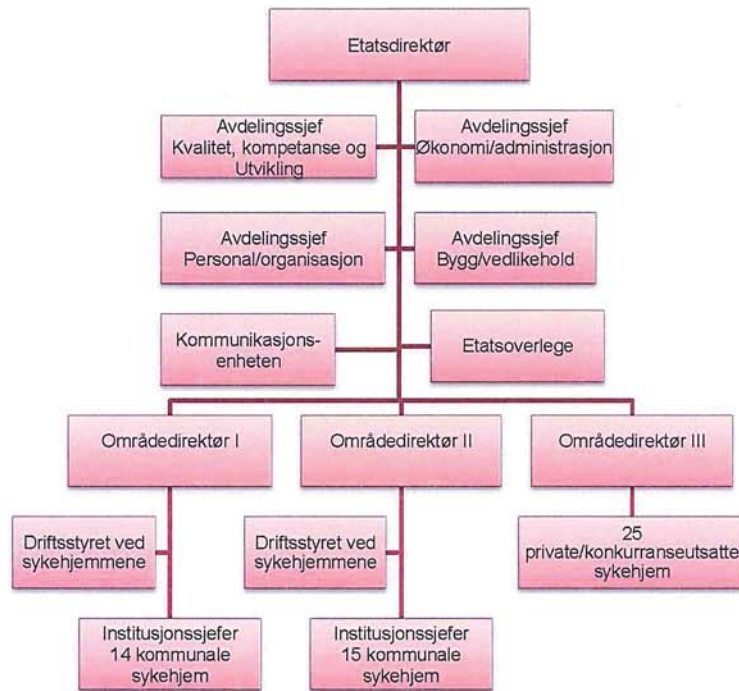 Etatsdirektør
Avdelingssjef
Kvalitet, kompetanse og
Utvikling
Avdelingssjef
Økonomi/administrasjon
Avdelingssjef
Personal/organisasjon
Avdelingssjef
Bygg/vedlikehold
Kommunikasjons-
enheten
Etatsoverlege
Områdedirektør I
Områdedirektør II
Områdedirektør III
Driftsstyret ved
sykehjemmene
Driftsstyret ved
sykehjemmene
25
private/konkurranseutsatte
sykehjem
Institusjonssjefer
14 kommunale
sykehjem
Institusjonssjefer
15 kommunale
sykehjem